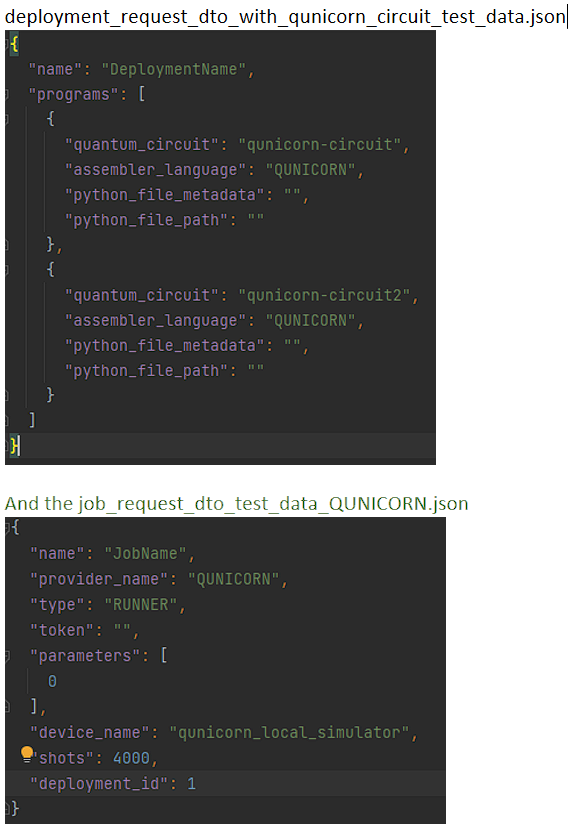 deployment_request_dto_with_qunicorn_circuit_test_data.json
{
"name": "DeploymentName",
"programs": [
{
"quantum_circuit": "qunicorn-circuit",
"assembler_language": "QUNICORN",
"python_file_metadata": "",
"python_file_path": ""
},
{
"quantum_circuit": "qunicorn-circuit2",
"assembler_language": "QUNICORN",
"python_file_metadata": "",
"python_file_path": ""
}
]
}
And the job_request_dto_test_data_QUNICORN.json
{
"name": "JobName",
"provider_name": "QUNICORN",
"type": "RUNNER",
"token": "",
"parameters": [
0
],
"device_name": "qunicorn_local_simulator",
"shots": 4000,
"deployment_id": 1
}